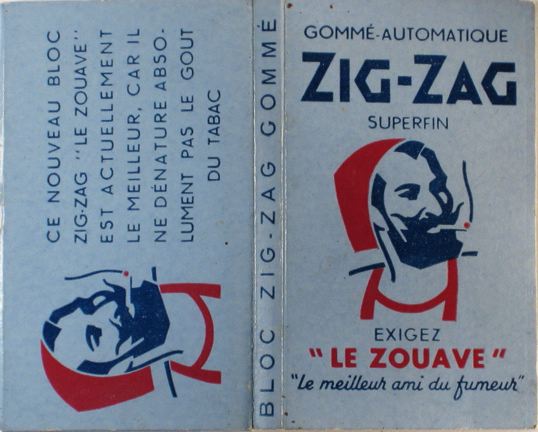 CE NOUVEAU BLOC
ZIG-ZAG "LE ZOUAVE"
EST ACTUELLEMENT
LE MEILLEUR, CAR IL
NE DÉNATURE ABSO-
LUMENT PAS LE GOUT
DU TABAC
BLOC ZIG-ZAG GOMMÉ
GOMMÉ-AUTOMATIQUE
ZIG-ZAG
SUPERFIN
EXIGEZ
"LE ZOUAVE"
"Le meilleur ami du fumeur"